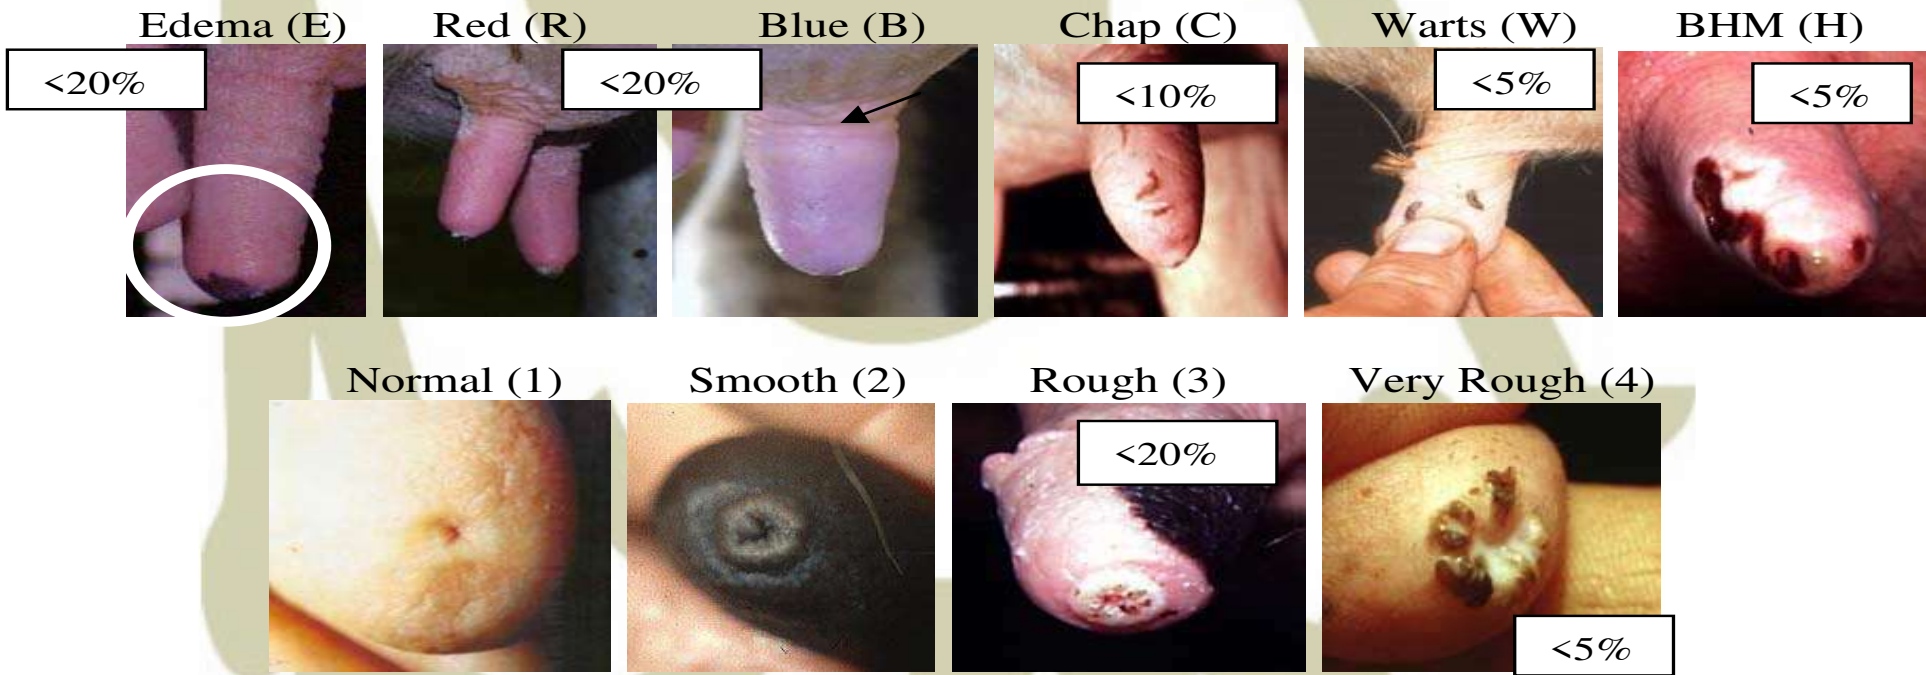 Edema (E)
Red (R)
Blue (B)
Chap (C)
Warts (W)
BHM (H)
<20%
<20%
<10%
<5%
<5%
Normal (1)
Smooth (2)
Rough (3)
Very Rough (4)
<20%
<5%